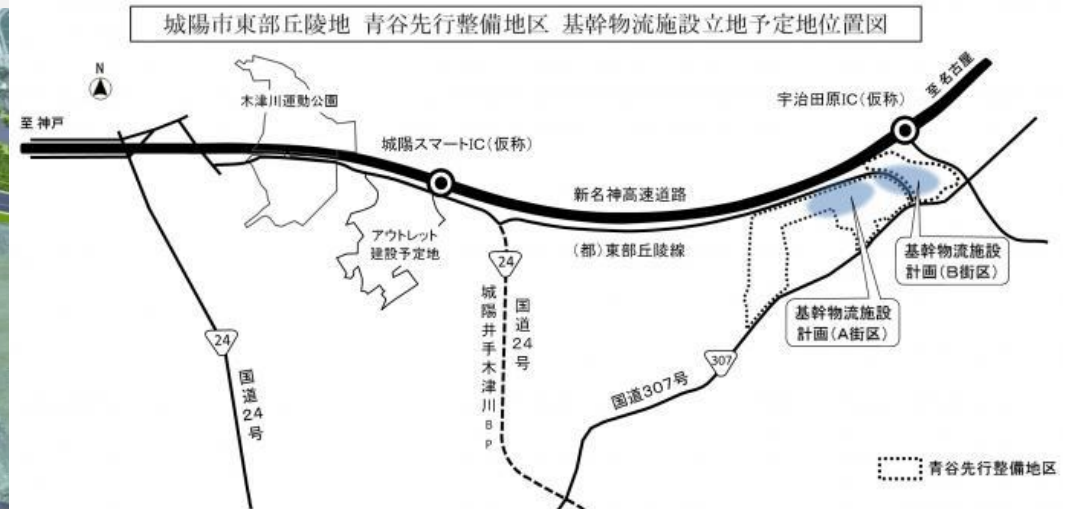 城陽市東部丘陵地 青谷先行整備地区 基幹物流施設立地予定地位置図
N
至 神戸
木津川運動公園
城陽スマートIC(仮称)
宇治田原IC(仮称)
至 名古屋
新名神高速道路
(都)東部丘陵線
アウトレット
建設予定地
24
国道24号
24
国道24号
城陽井手木津川BP
基幹物流施設
計画(B街区)
基幹物流施設
計画(A街区)
307
国道307号
青谷先行整備地区